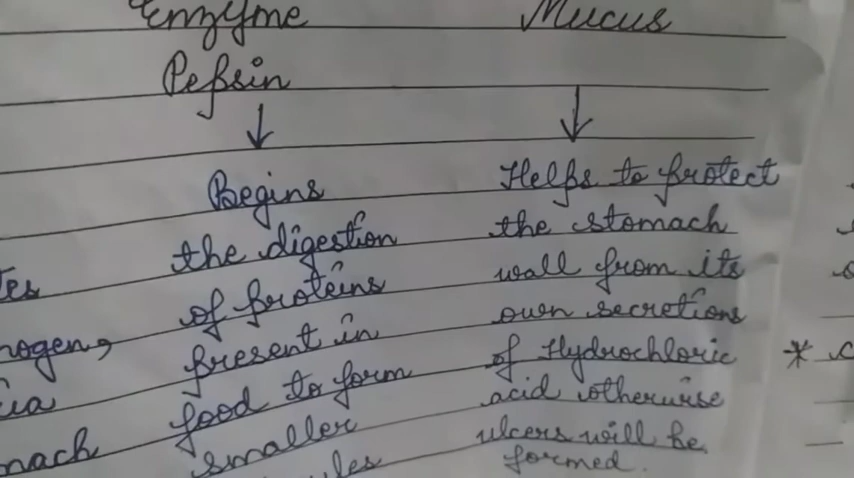 Enzyme
Pepsin
Begins
the digestion
of proteins
present in
food to form
smaller
Mucus
Helps to protect
the stomach
wall from its
own secretions
of Hydrochloric
acid otherwise
ulcers will be
formed.